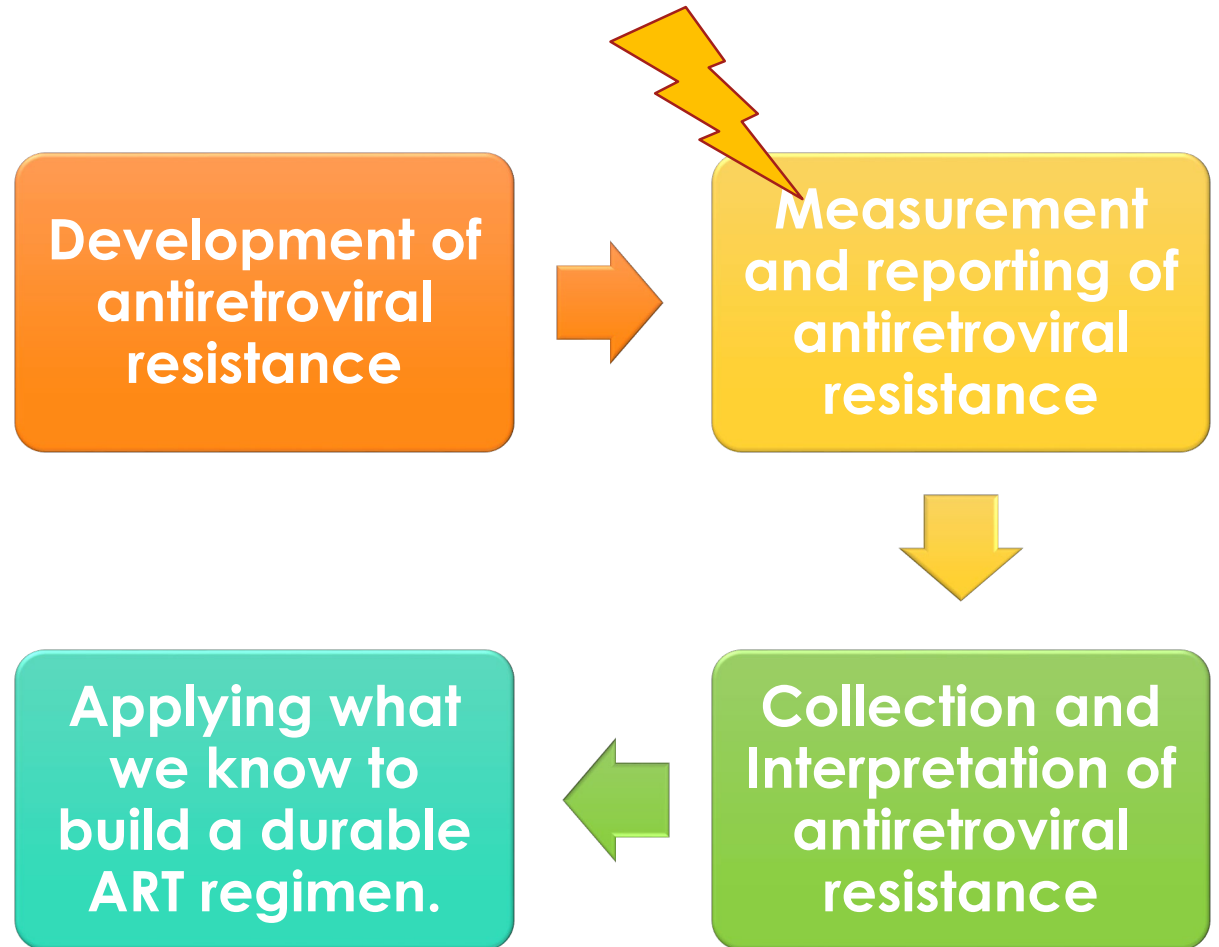 Development of
antiretroviral
resistance
Measurement
and reporting of
antiretroviral
resistance
Collection and
Interpretation of
antiretroviral
resistance
Applying what
we know to
build a durable
ART regimen.